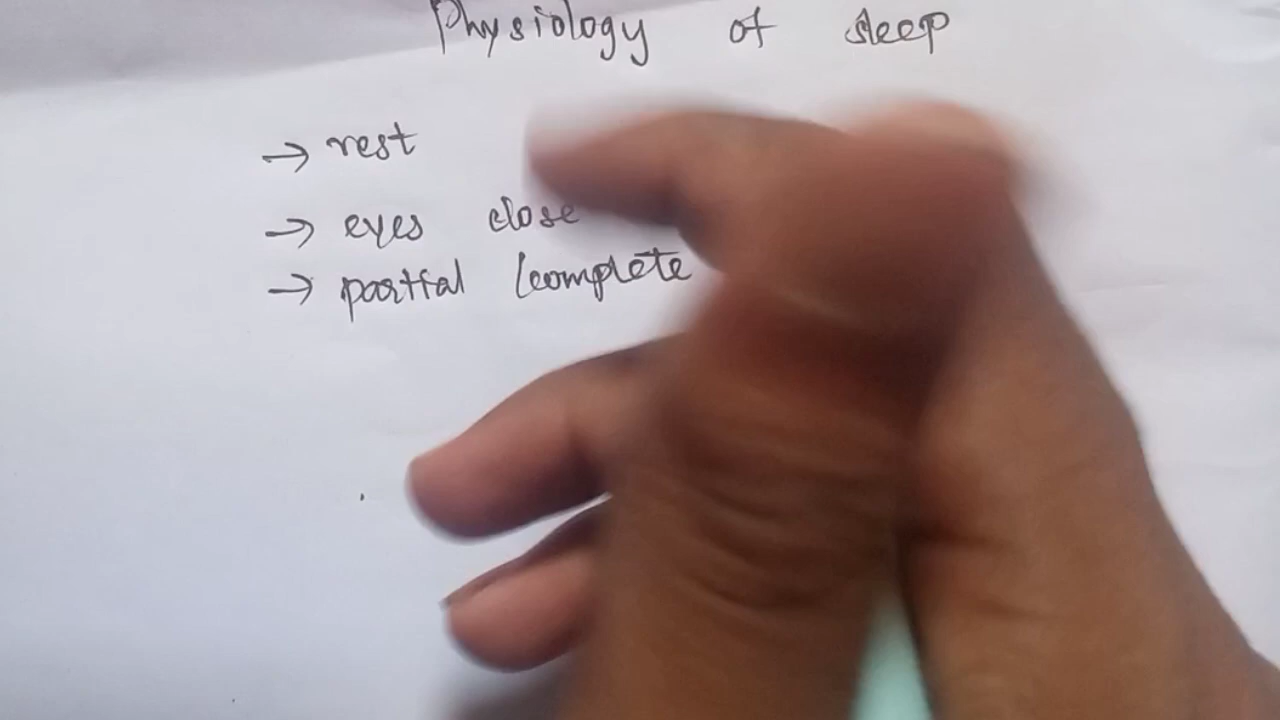 Physiology of sleep
→ rest
→ eyes close
→ partial / complete